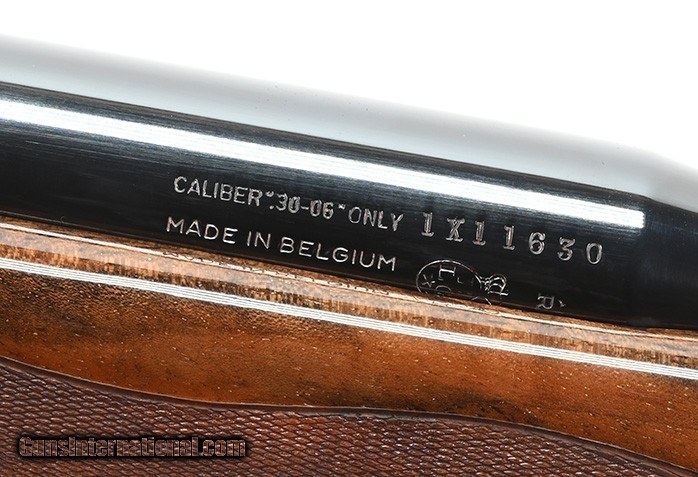 CALIBER ".30-06" ONLY 1X11630
MADE IN BELGIUM
R
GunsInternational.com